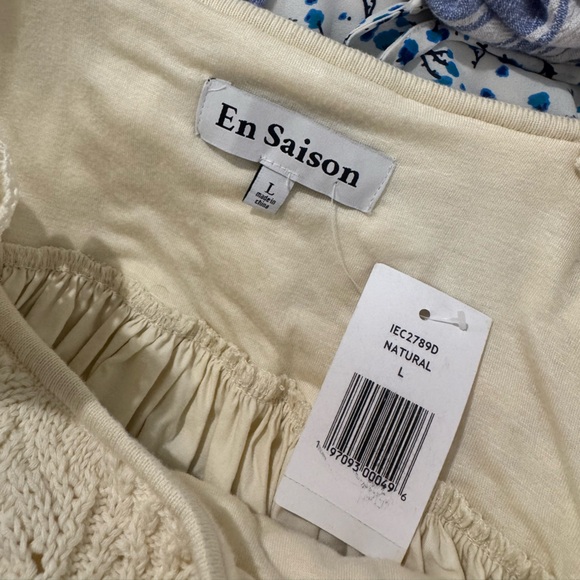 En Saison
L
made in
china
IEC2789D
NATURAL
L
1 97093 00049 6